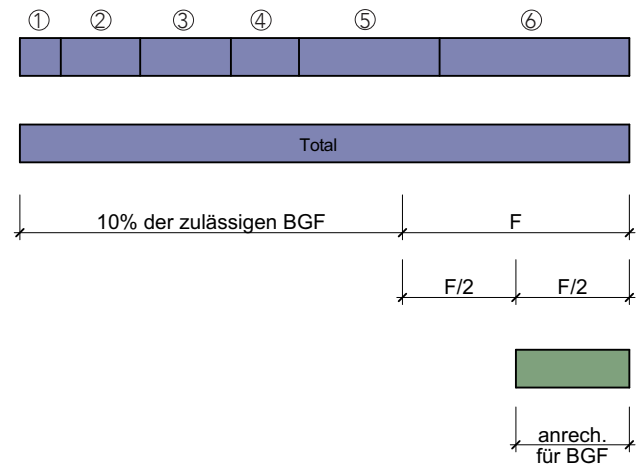 ① ② ③ ④ ⑤ ⑥
Total
10% der zulässigen BGF F
F/2 F/2
anrech.
für BGF